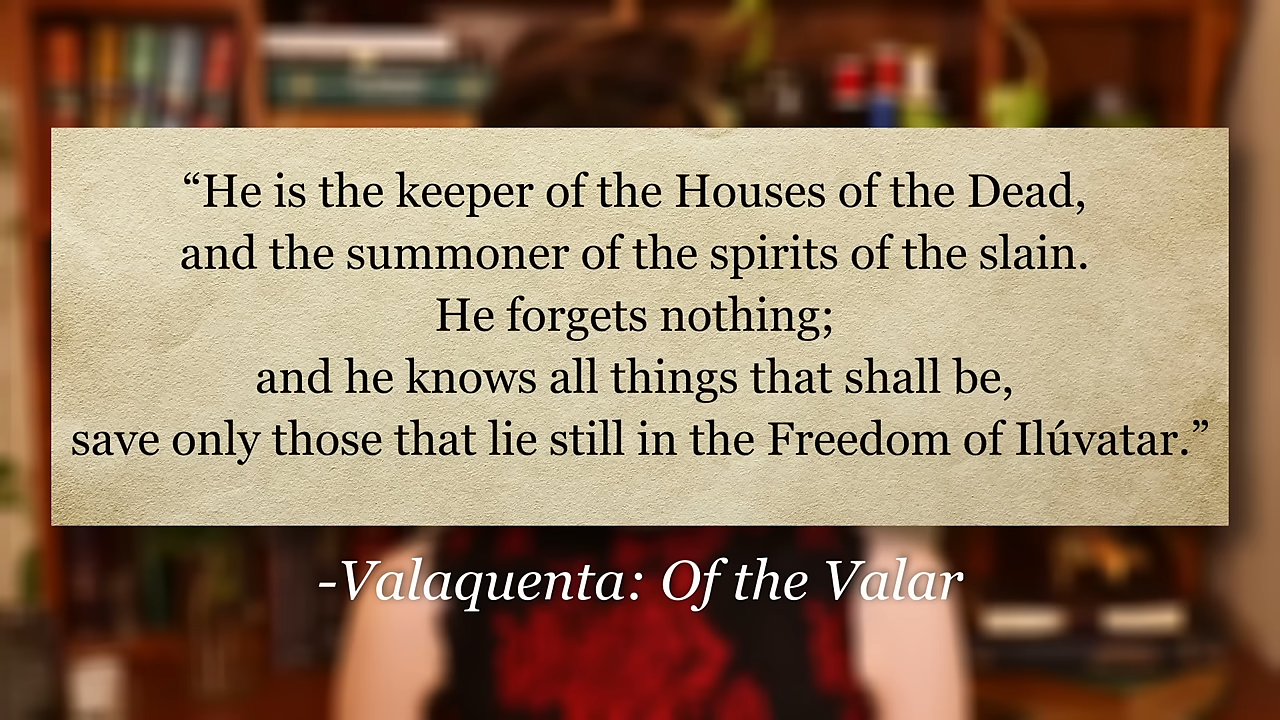 “He is the keeper of the Houses of the Dead,
and the summoner of the spirits of the slain.
He forgets nothing;
and he knows all things that shall be,
save only those that lie still in the Freedom of Ilúvatar.”
-Valaquenta: Of the Valar